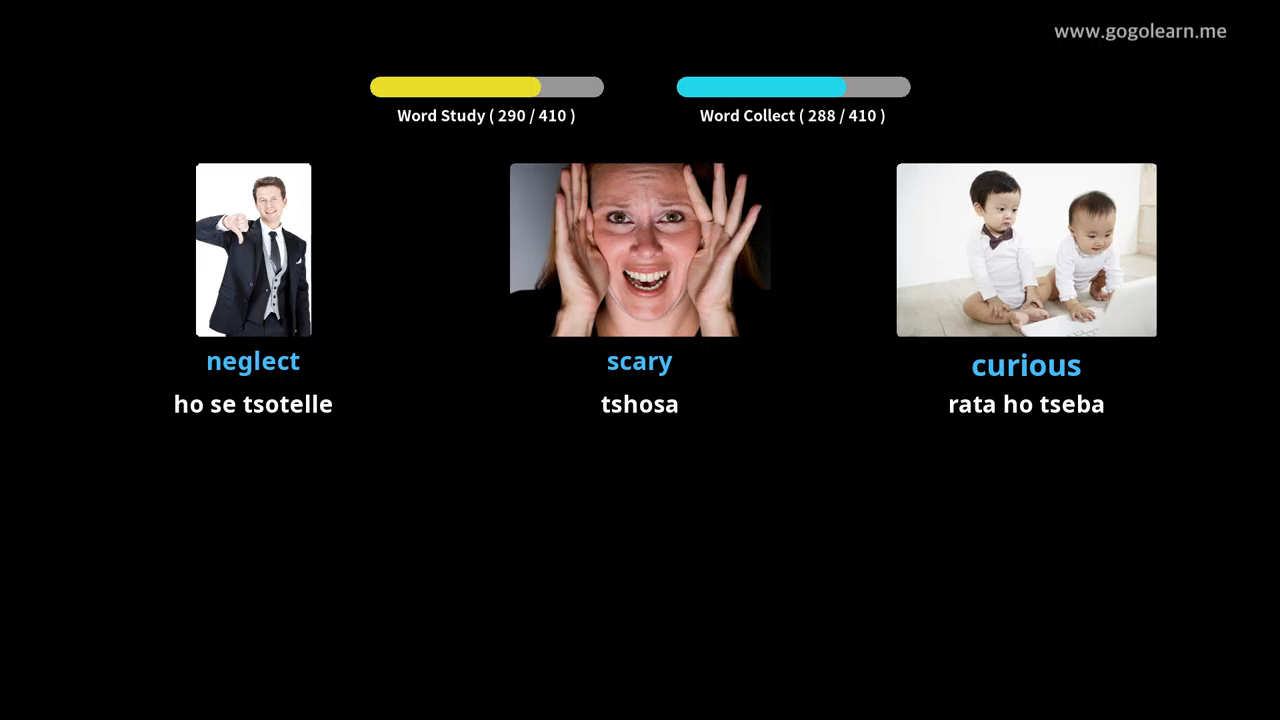 www.gogolearn.me
Word Study ( 290 / 410 )
Word Collect ( 288 / 410 )
neglect
scary
curious
ho se tsotelle
tshosa
rata ho tseba